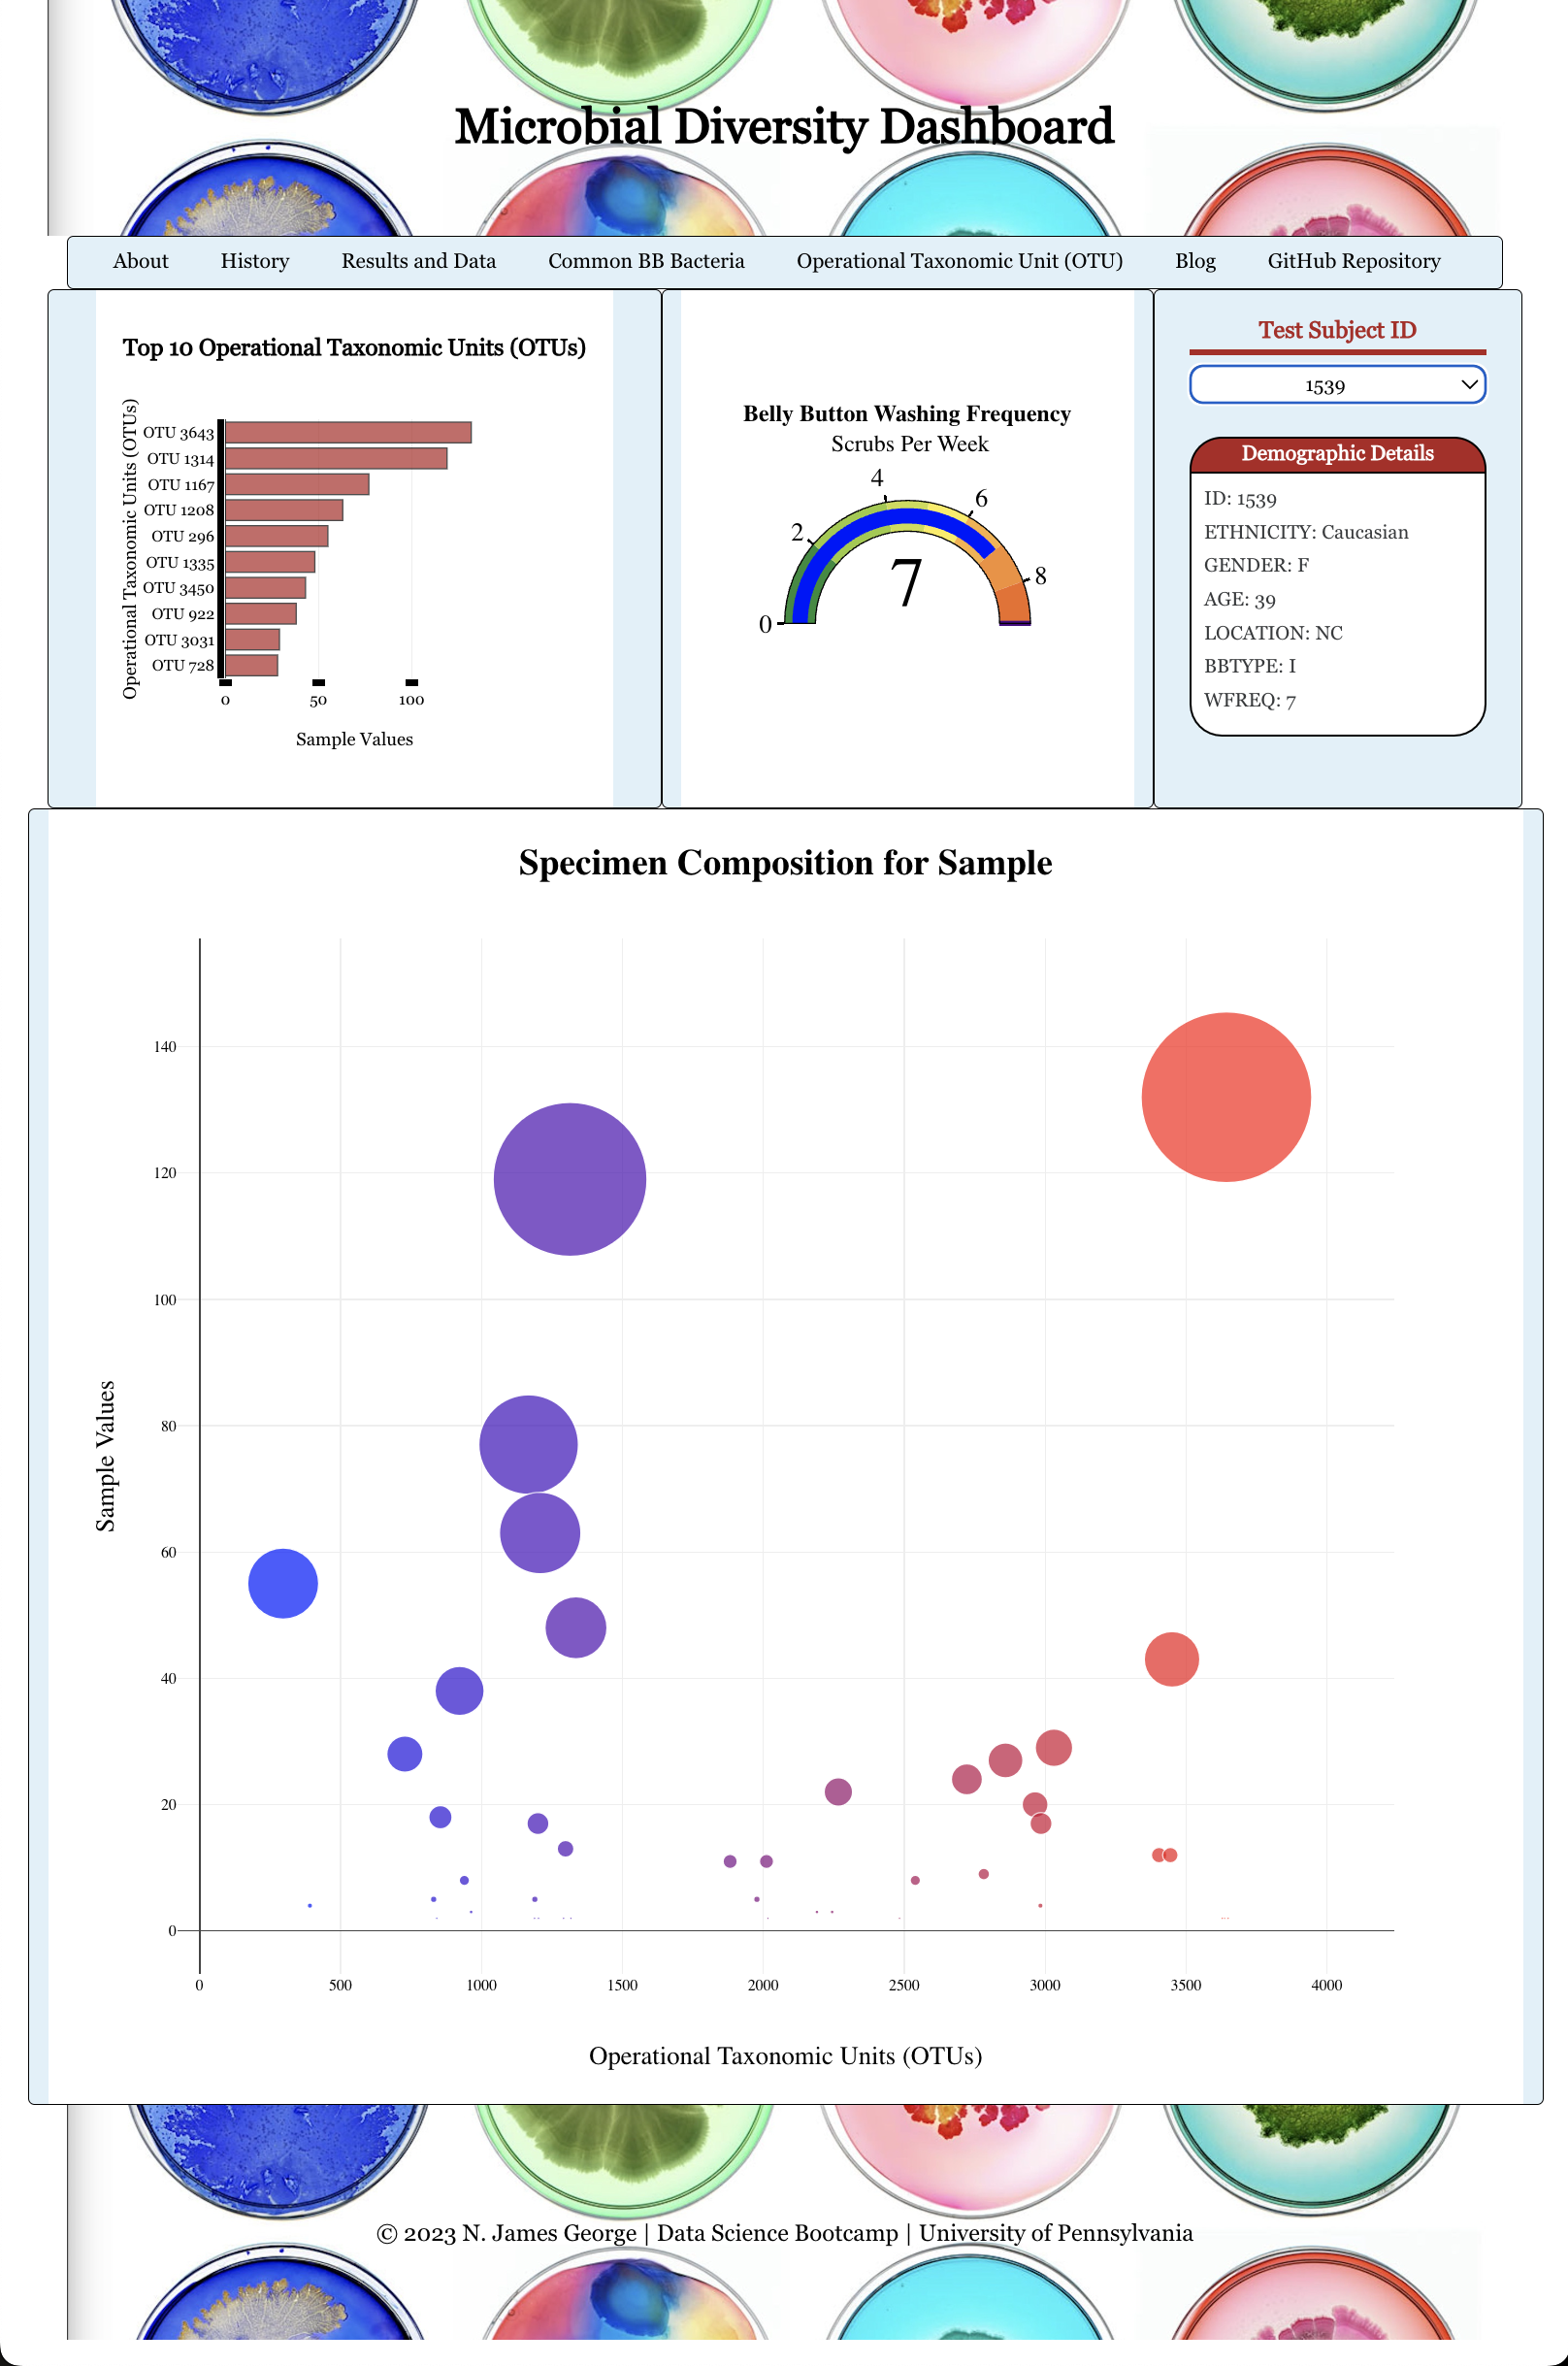 Microbial Diversity Dashboard
About History Results and Data Common BB Bacteria Operational Taxonomic Unit (OTU) Blog GitHub Repository
Top 10 Operational Taxonomic Units (OTUs)
Operational Taxonomic Units (OTUs)
OTU 3643
OTU 1314
OTU 1167
OTU 1208
OTU 296
OTU 1335
OTU 3450
OTU 922
OTU 3031
OTU 728
0 50 100
Sample Values
Belly Button Washing Frequency
Scrubs Per Week
0 2 4 6 8
7
Test Subject ID
1539
Demographic Details
ID: 1539
ETHNICITY: Caucasian
GENDER: F
AGE: 39
LOCATION: NC
BBTYPE: I
WFREQ: 7
Specimen Composition for Sample
Sample Values
140
120
100
80
60
40
20
0
0 500 1000 1500 2000 2500 3000 3500 4000
Operational Taxonomic Units (OTUs)
© 2023 N. James George | Data Science Bootcamp | University of Pennsylvania